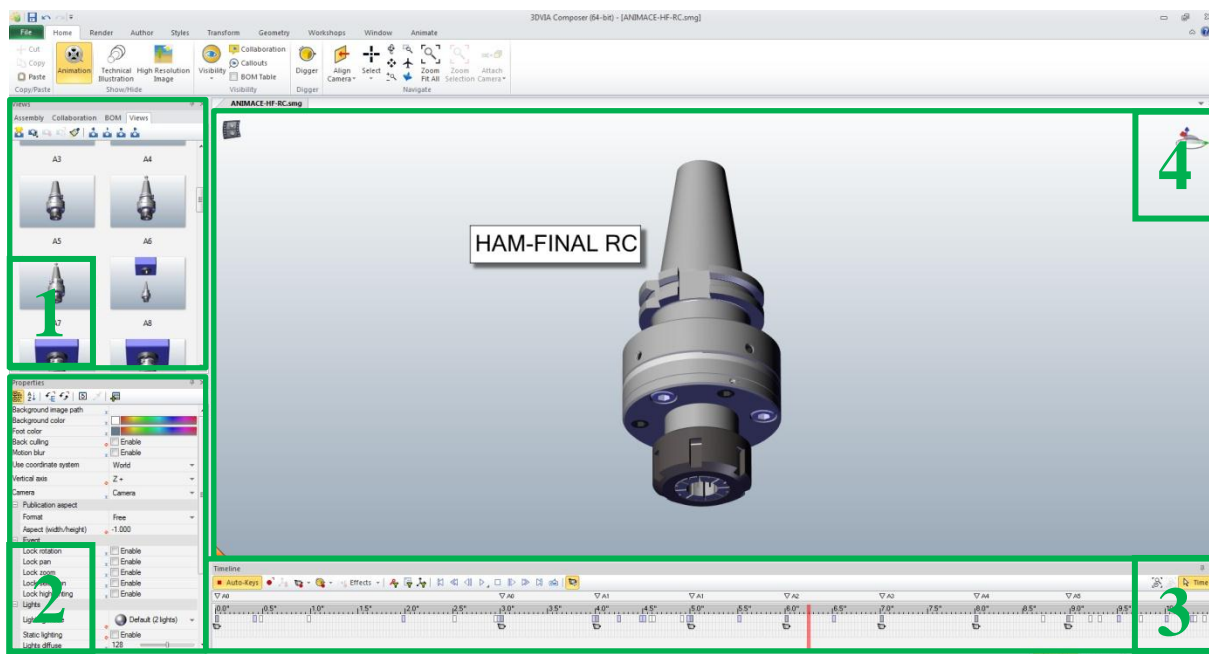 3DVIA Composer (64-bit) - [ANIMACE-HF-RC.smg]
File Home Render Author Styles Transform Geometry Workshops Window Animate
Cut
Copy
Paste
Copy/Paste
Animation
Technical Illustration
High Resolution Image
Show/Hide
Visibility
Collaboration
Callouts
BOM Table
Visibility
Digger
Digger
Align Camera
Select
Zoom Fit All
Zoom Selection
Attach Camera
Navigate
Views
ANIMACE-HF-RC.smg
Assembly Collaboration BOM Views
A3 A4
A5 A6
A7 A8
1
HAM-FINAL RC
4
Properties
Background image path
Background color
Foot color
Back culling Enable
Motion blur Enable
Use coordinate system World
Vertical axis Z +
Camera Camera
Publication aspect
Format Free
Aspect (width/height) -1.000
Event
Lock rotation Enable
Lock pan Enable
Lock zoom Enable
Enable
Lock Enable
Lights
Default (2 lights)
Static lighting Enable
Lights diffuse 128
2
Timeline
Auto-Keys Effects Time
A0 A0 A1 A1 A2 A3 A4 A5
0.0" 0.5" 1.0" 1.5" 2.0" 2.5" 3.0" 3.5" 4.0" 4.5" 5.0" 5.5" 6.0" 6.5" 7.0" 7.5" 8.0" 8.5" 9.0" 9.5"
3